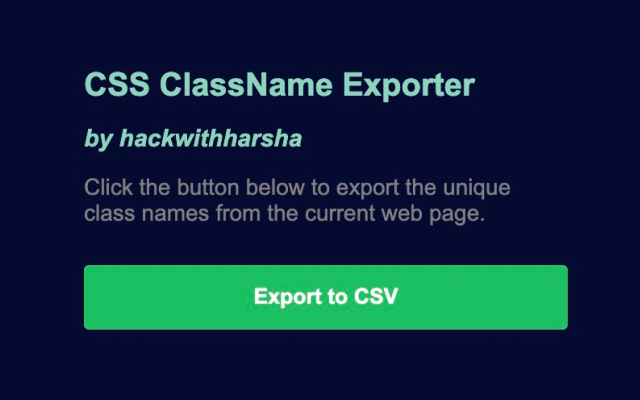 CSS ClassName Exporter
by hackwithharsha
Click the button below to export the unique
class names from the current web page.
Export to CSV